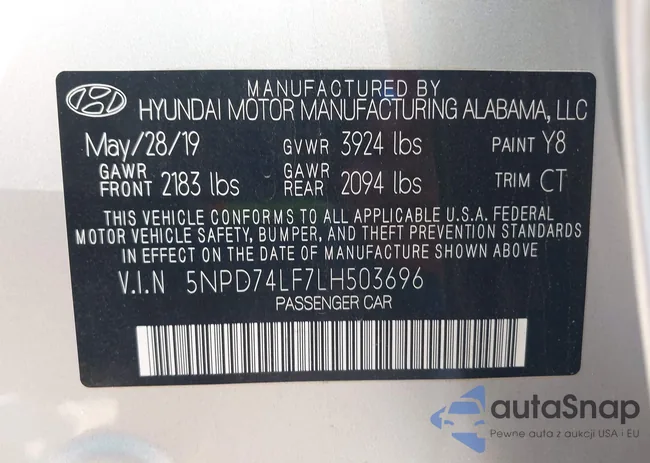 MANUFACTURED BY
HYUNDAI MOTOR MANUFACTURING ALABAMA, LLC
May/28/19 GVWR 3924 lbs PAINT Y8
GAWR FRONT 2183 lbs GAWR REAR 2094 lbs TRIM CT
THIS VEHICLE CONFORMS TO ALL APPLICABLE U.S.A. FEDERAL
MOTOR VEHICLE SAFETY, BUMPER, AND THEFT PREVENTION STANDARDS
IN EFFECT ON THE DATE OF MANUFACTURE SHOWN ABOVE.
V.I.N 5NPD74LF7LH503696
PASSENGER CAR
autaSnap
Pewne auta z aukcji USA i EU